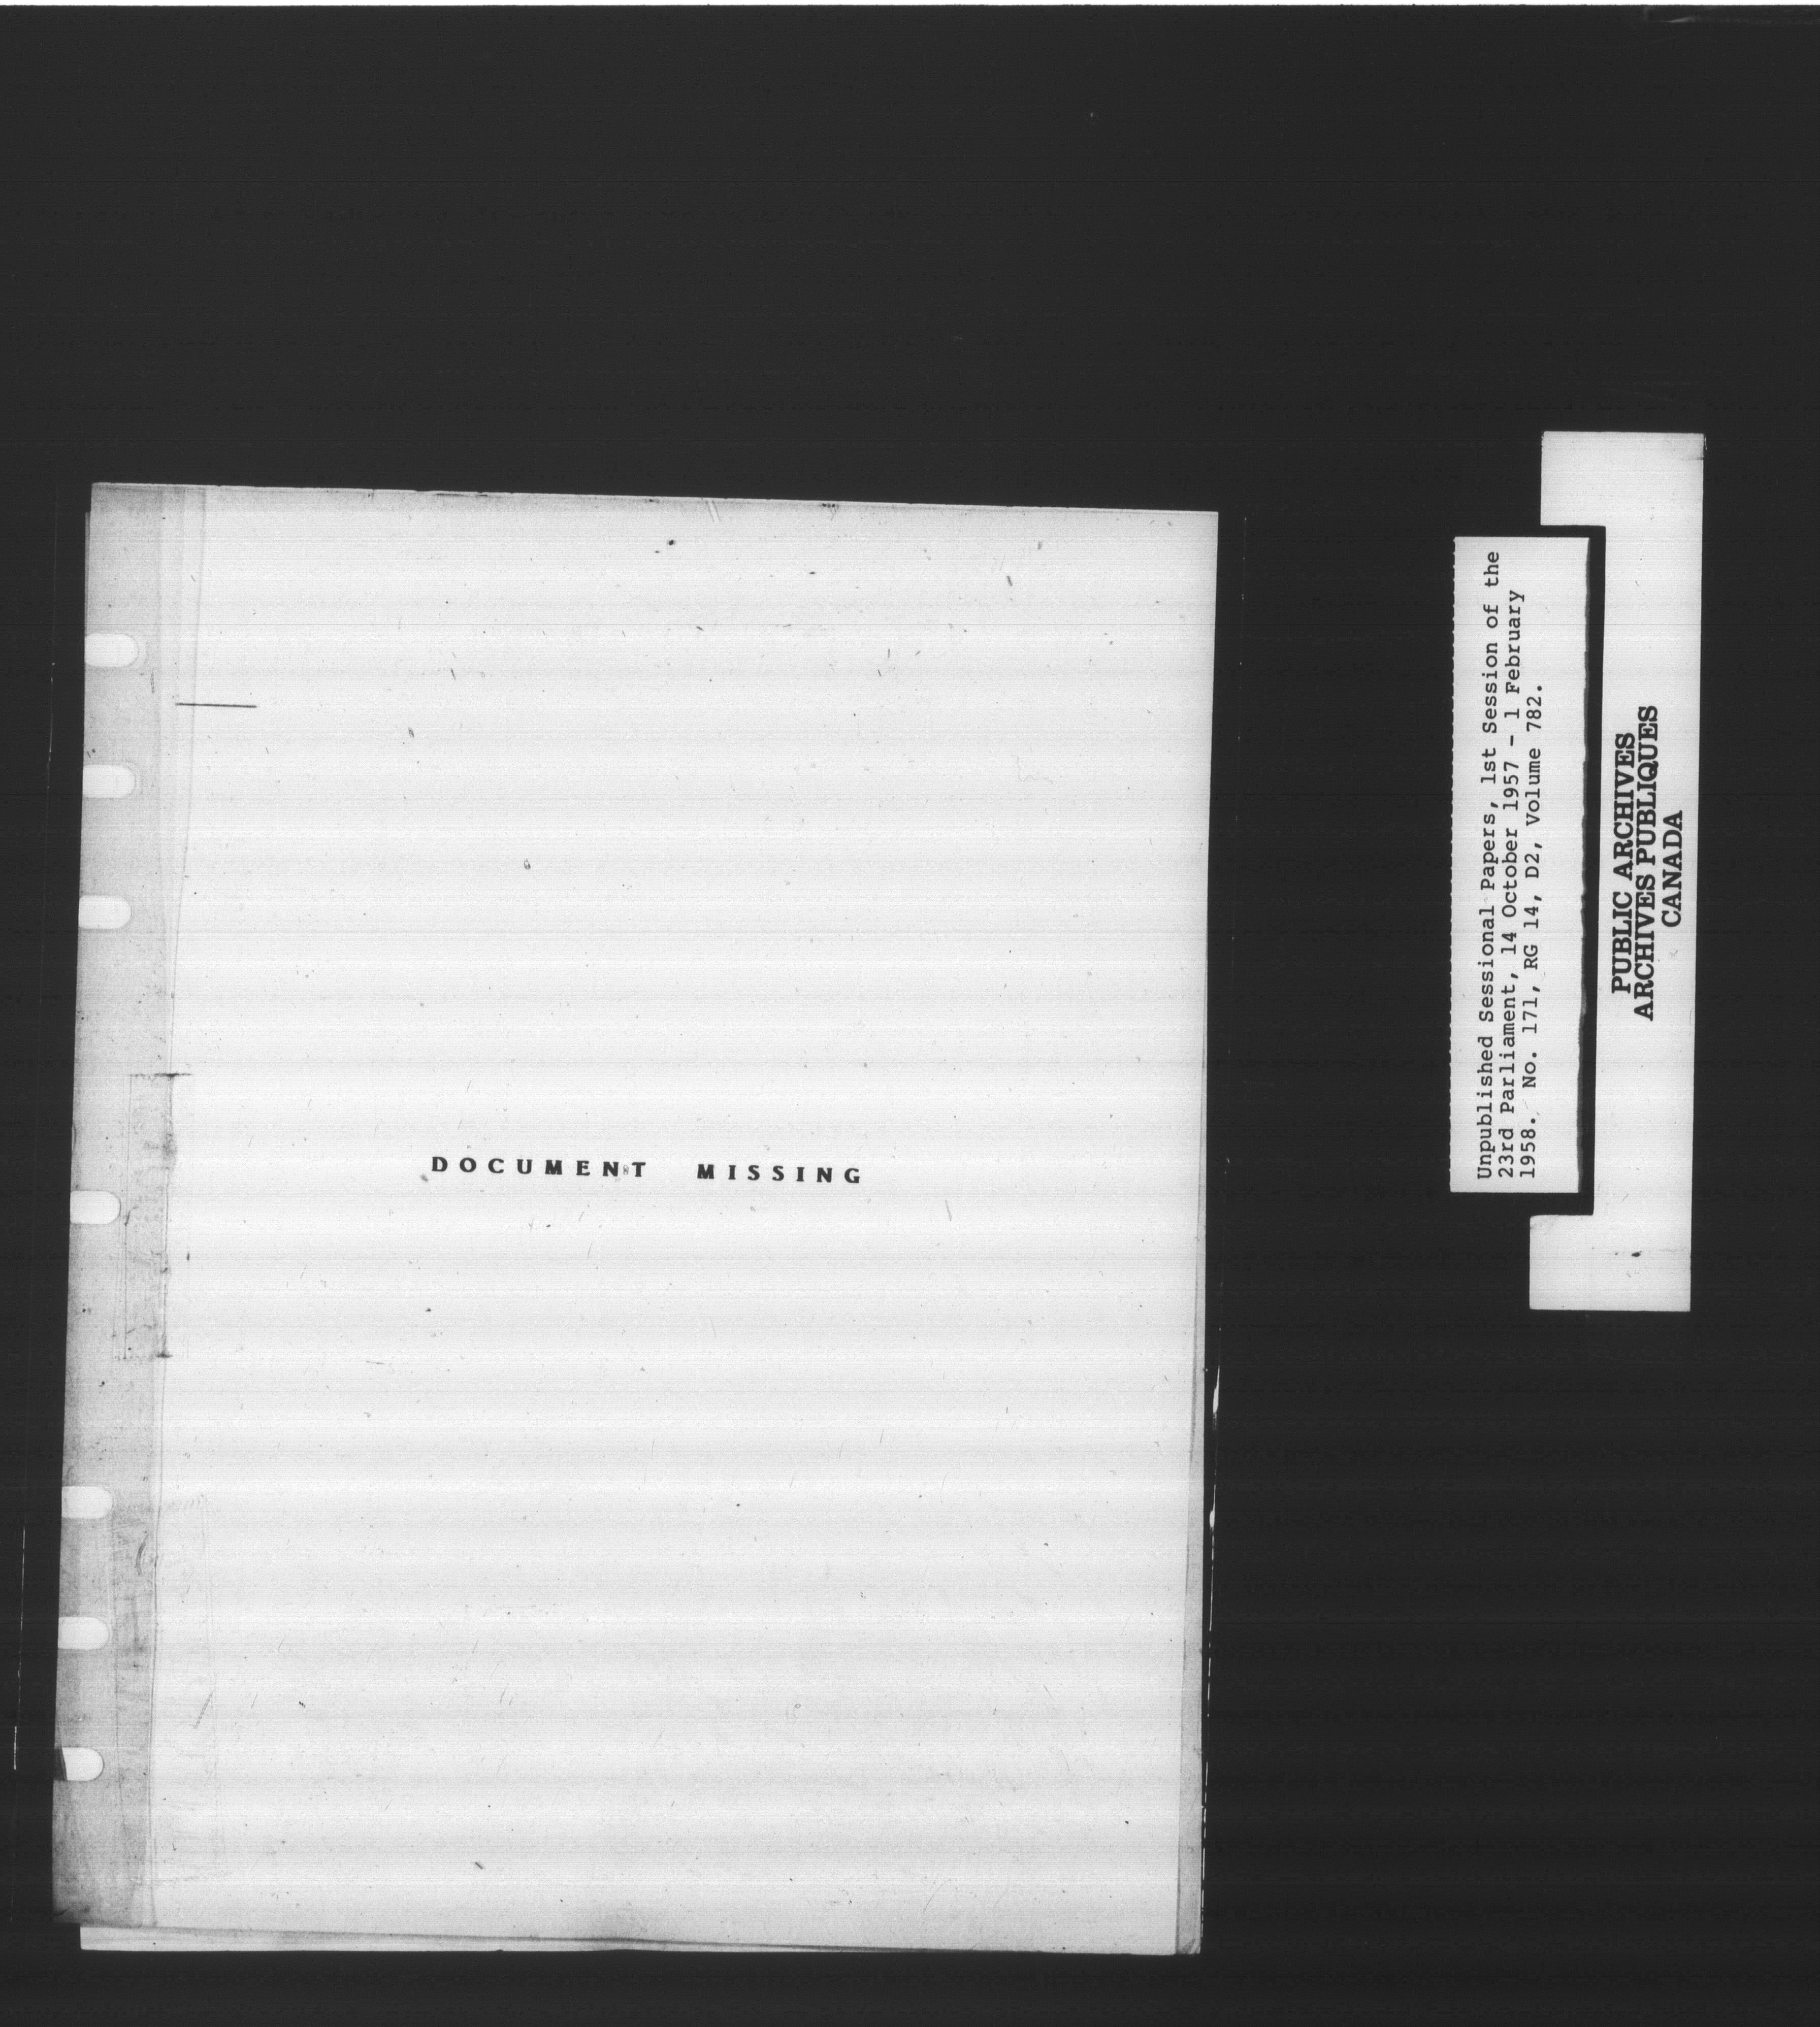 DOCUMENT MISSING
Unpublished Sessional Papers, 1st Session of the
23rd Parliament, 14 October 1957 - 1 February
1958. No. 171, RG 14, D2, Volume 782.
PUBLIC ARCHIVES
ARCHIVES PUBLIQUES
CANADA